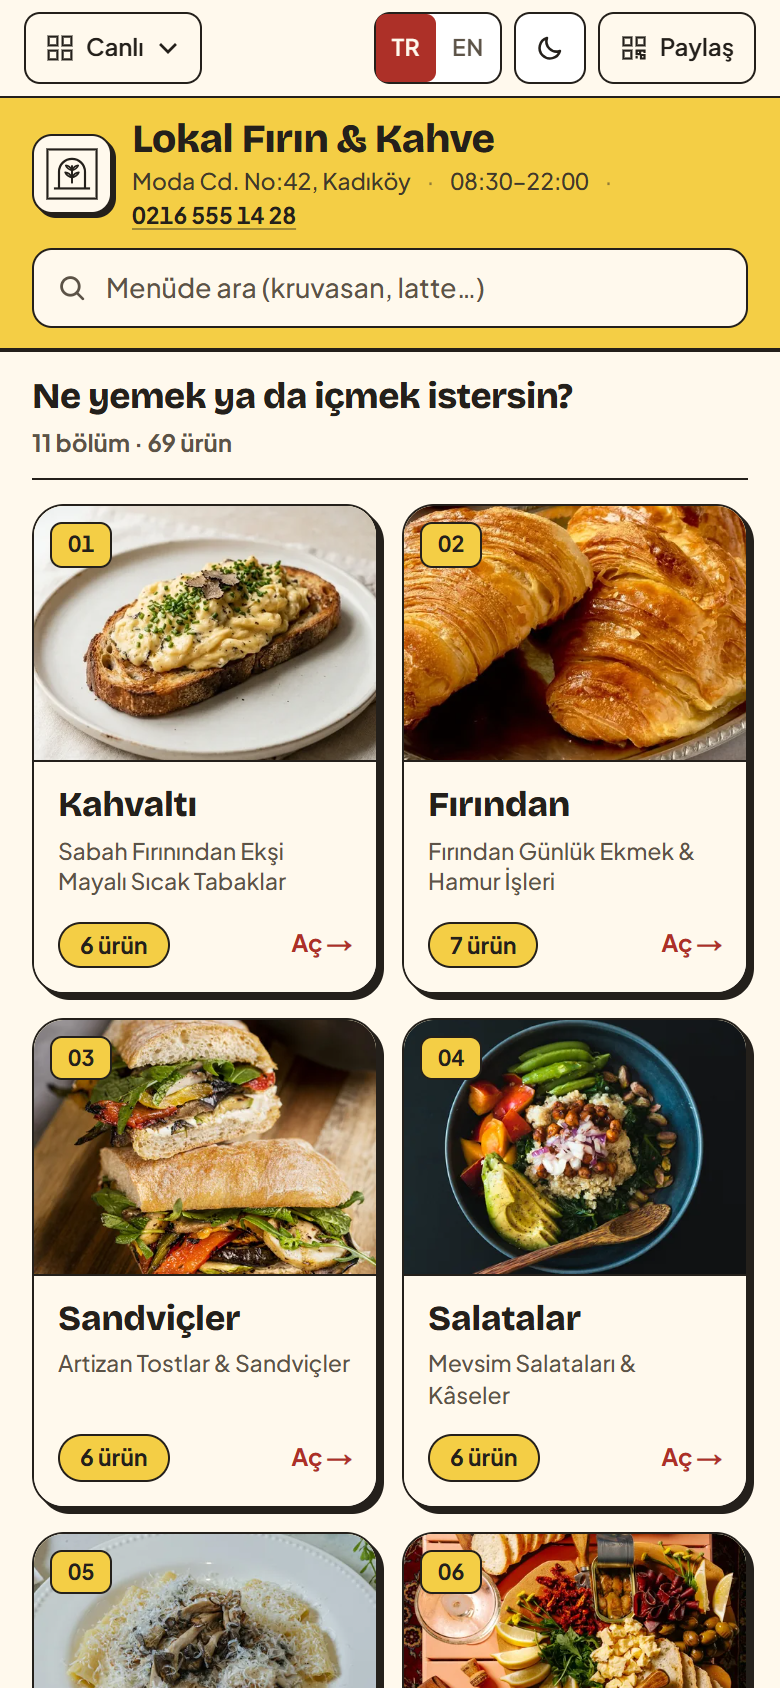 Canlı
TR
EN
Paylaş
Lokal Fırın & Kahve
Moda Cd. No:42, Kadıköy · 08:30–22:00 ·
0216 555 14 28
Menüde ara (kruvasan, latte...)
Ne yemek ya da içmek istersin?
11 bölüm · 69 ürün
01
Kahvaltı
Sabah Fırınından Ekşi
Mayalı Sıcak Tabaklar
6 ürün
Aç →
02
Fırından
Fırından Günlük Ekmek &
Hamur İşleri
7 ürün
Aç →
03
Sandviçler
Artizan Tostlar & Sandviçler
6 ürün
Aç →
04
Salatalar
Mevsim Salataları &
Kâseler
6 ürün
Aç →
05
06